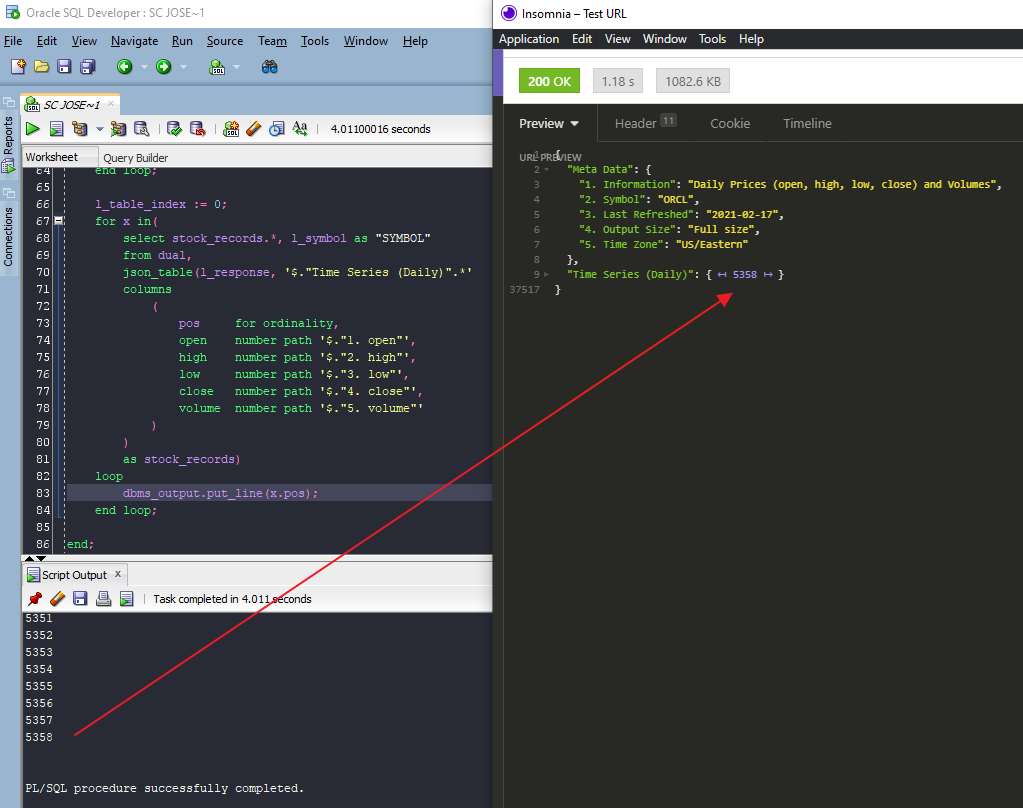 Oracle SQL Developer : SC JOSE~1
File Edit View Navigate Run Source Team Tools Window Help
Reports
Connections
SC JOSE~1
4.01100016 seconds
Worksheet Query Builder
64 end loop;
65
66 l_table_index := 0;
67 for x in(
68 select stock_records.*, l_symbol as "SYMBOL"
69 from dual,
70 json_table(l_response, '$."Time Series (Daily)".*'
71 columns
72 (
73 pos for ordinality,
74 open number path '$."1. open"',
75 high number path '$."2. high"',
76 low number path '$."3. low"',
77 close number path '$."4. close"',
78 volume number path '$."5. volume"'
79 )
80 )
81 as stock_records)
82 loop
83 dbms_output.put_line(x.pos);
84 end loop;
85
86 end;
Script Output x
Task completed in 4.011 seconds
5351
5352
5353
5354
5355
5356
5357
5358
PL/SQL procedure successfully completed.
Insomnia – Test URL
Application Edit View Window Tools Help
200 OK 1.18 s 1082.6 KB
Preview Header 11 Cookie Timeline
URL PREVIEW
1 {
2 "Meta Data": {
3 "1. Information": "Daily Prices (open, high, low, close) and Volumes",
4 "2. Symbol": "ORCL",
5 "3. Last Refreshed": "2021-02-17",
6 "4. Output Size": "Full size",
7 "5. Time Zone": "US/Eastern"
8 },
9 "Time Series (Daily)": { ↤ 5358 ↦ }
37517 }